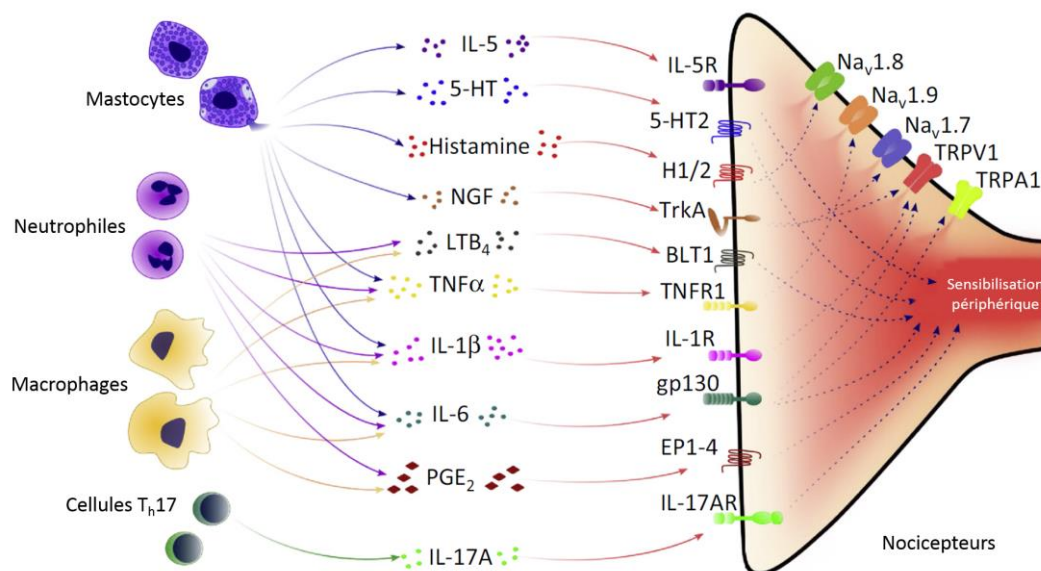 Mastocytes
Neutrophiles
Macrophages
Cellules Tₕ17
IL-5
5-HT
Histamine
NGF
LTB₄
TNFα
IL-1β
IL-6
PGE₂
IL-17A
IL-5R
5-HT2
H1/2
TrkA
BLT1
TNFR1
IL-1R
gp130
EP1-4
IL-17AR
Naᵥ1.8
Naᵥ1.9
Naᵥ1.7
TRPV1
TRPA1
Sensibilisation
périphérique
Nocicepteurs